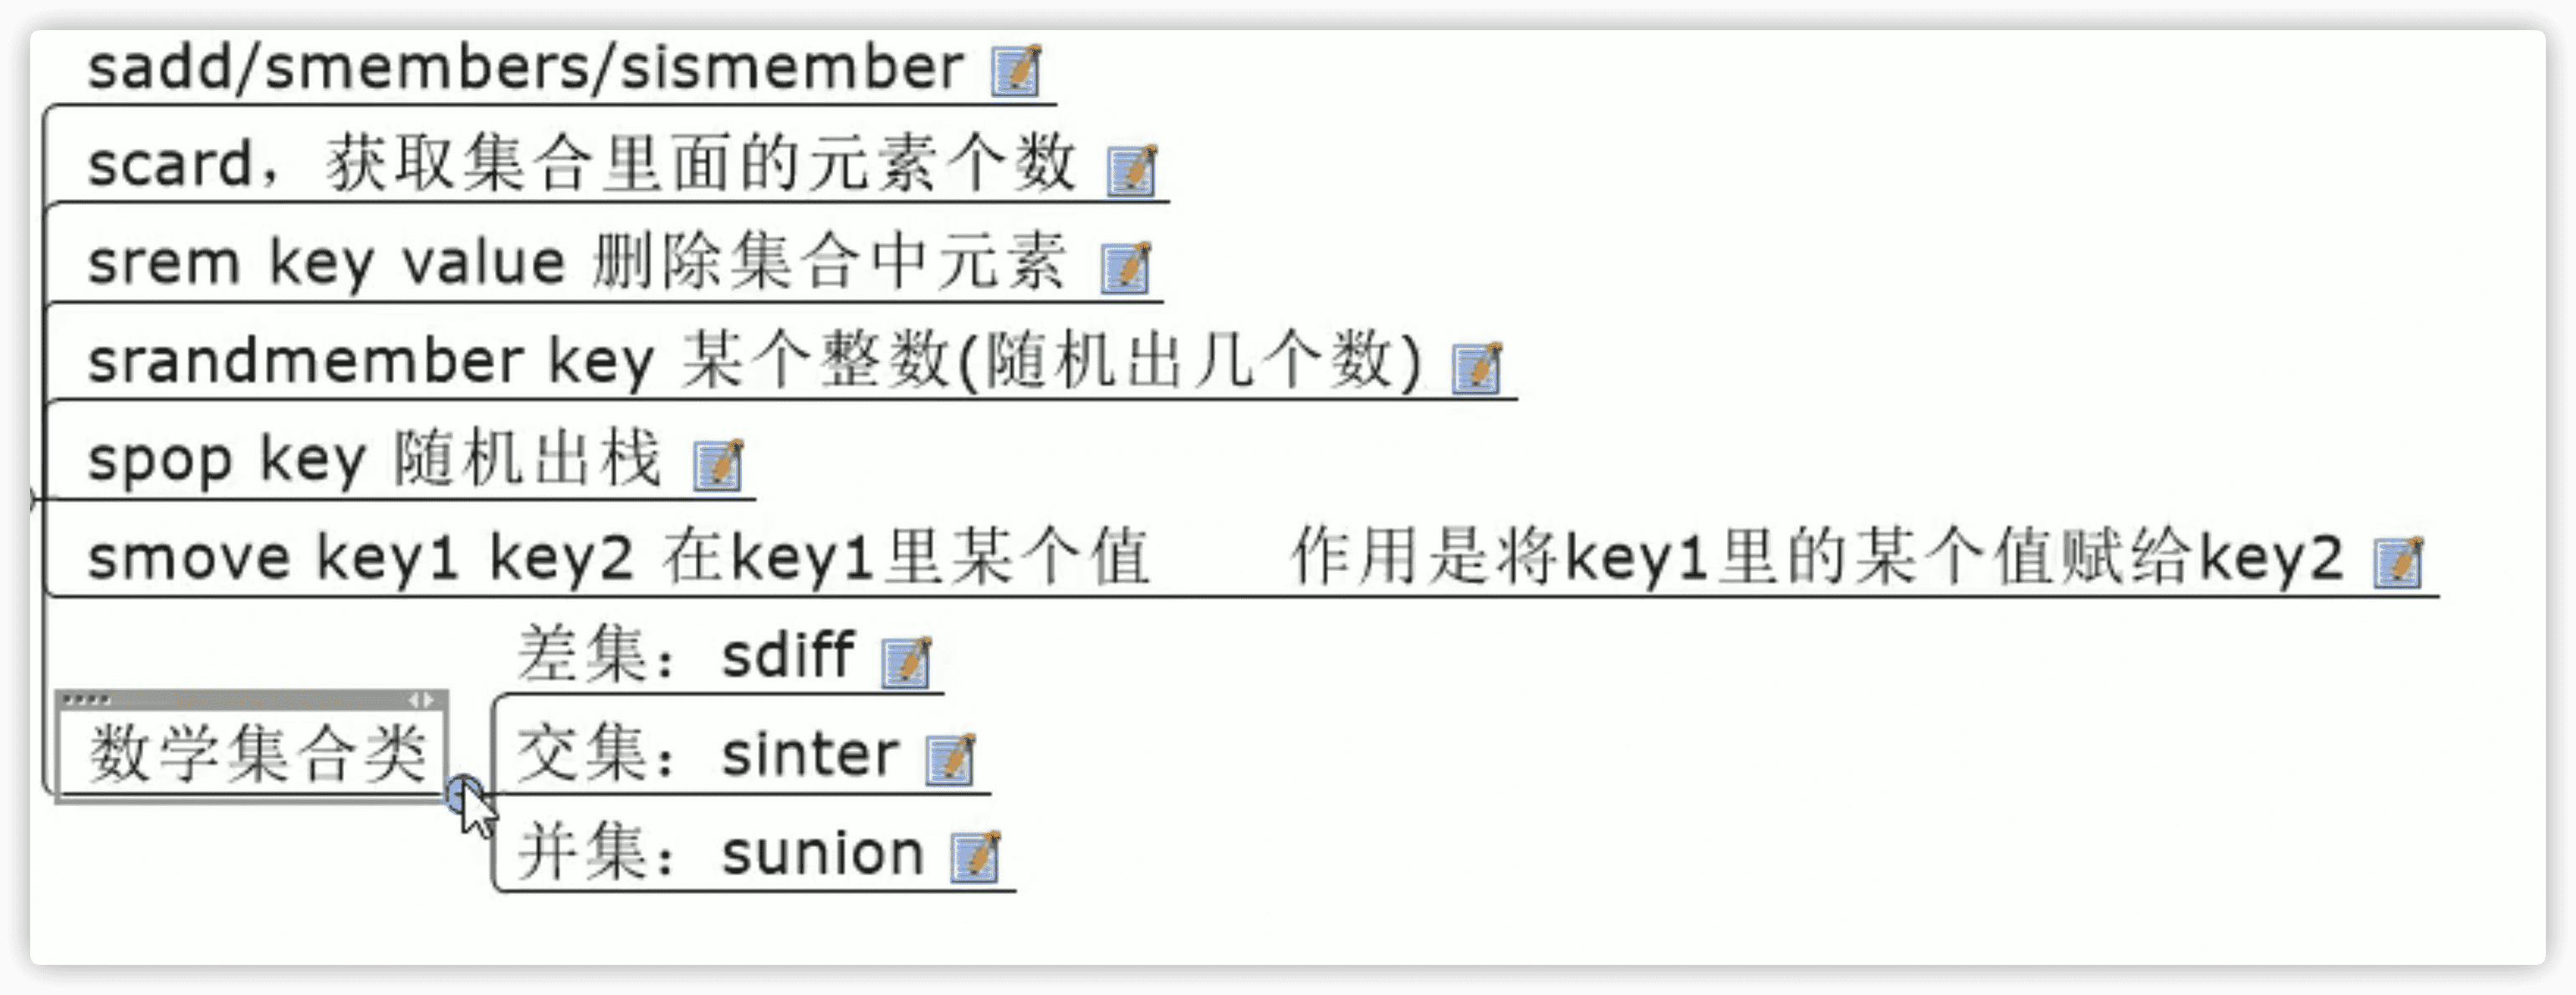 sadd/smembers/sismember
scard，获取集合里面的元素个数
srem key value 删除集合中元素
srandmember key 某个整数(随机出几个数)
spop key 随机出栈
smove key1 key2 在key1里某个值 作用是将key1里的某个值赋给key2
数学集合类
差集：sdiff
交集：sinter
并集：sunion